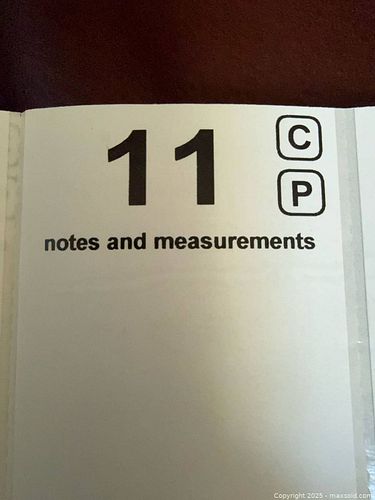 11
C
P
notes and measurements
Copyright 2025 - maxsold.com